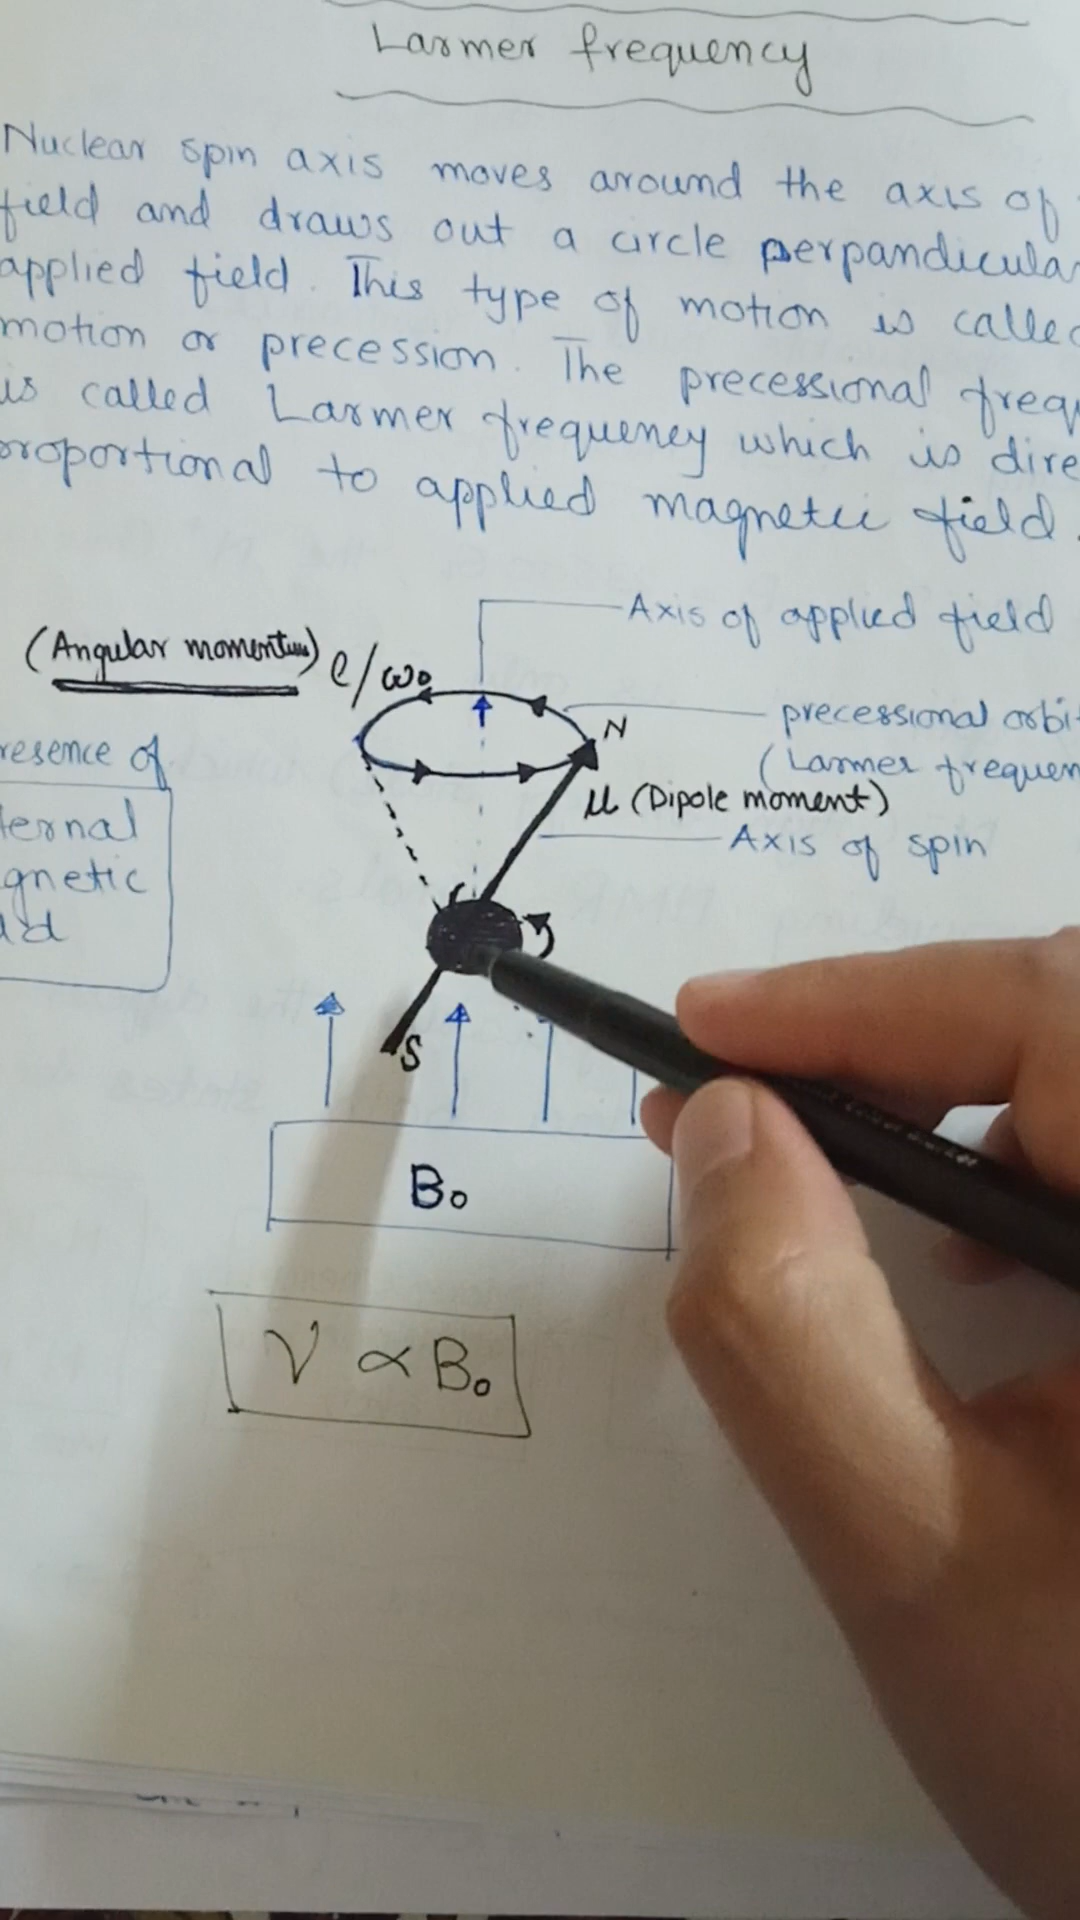 Larmer frequency
Nuclear spin axis moves around the axis of
field and draws out a circle perpandicular
applied field. This type of motion is called
motion or precession. The precessional freq
is called Larmer frequency which is dire
proportional to applied magnetic field.
Axis of applied field
(Angular momentum) l/ω₀
precessional orbi
N
(Larmer frequen
resence of
μ (Dipole moment)
ternal
Axis of spin
gnetic
ld
S
B₀
V ∝ B₀